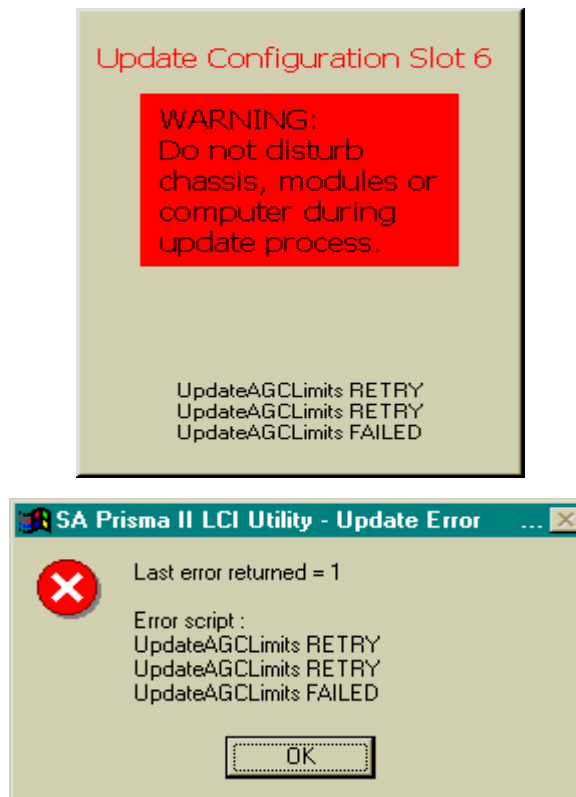 Update Configuration Slot 6
WARNING:
Do not disturb
chassis, modules or
computer during
update process.
UpdateAGCLimits RETRY
UpdateAGCLimits RETRY
UpdateAGCLimits FAILED
SA Prisma II LCI Utility - Update Error ...
Last error returned = 1
Error script :
UpdateAGCLimits RETRY
UpdateAGCLimits RETRY
UpdateAGCLimits FAILED
OK